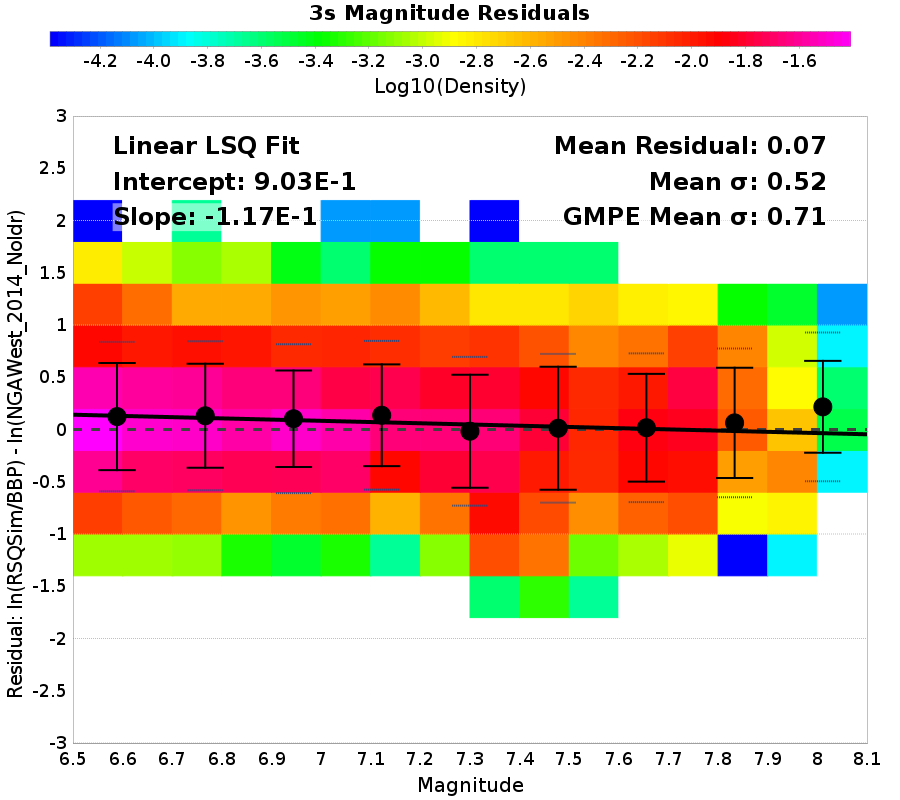 3s Magnitude Residuals
-4.2 -4.0 -3.8 -3.6 -3.4 -3.2 -3.0 -2.8 -2.6 -2.4 -2.2 -2.0 -1.8 -1.6
Log10(Density)
Linear LSQ Fit
Intercept: 9.03E-1
Slope: -1.17E-1
Mean Residual: 0.07
Mean σ: 0.52
GMPE Mean σ: 0.71
Residual: ln(RSQSim/BBP) - ln(NGAWest_2014_NoIdr)
3
2.5
2
1.5
1
0.5
0
-0.5
-1
-1.5
-2
-2.5
-3
6.5 6.6 6.7 6.8 6.9 7 7.1 7.2 7.3 7.4 7.5 7.6 7.7 7.8 7.9 8 8.1
Magnitude